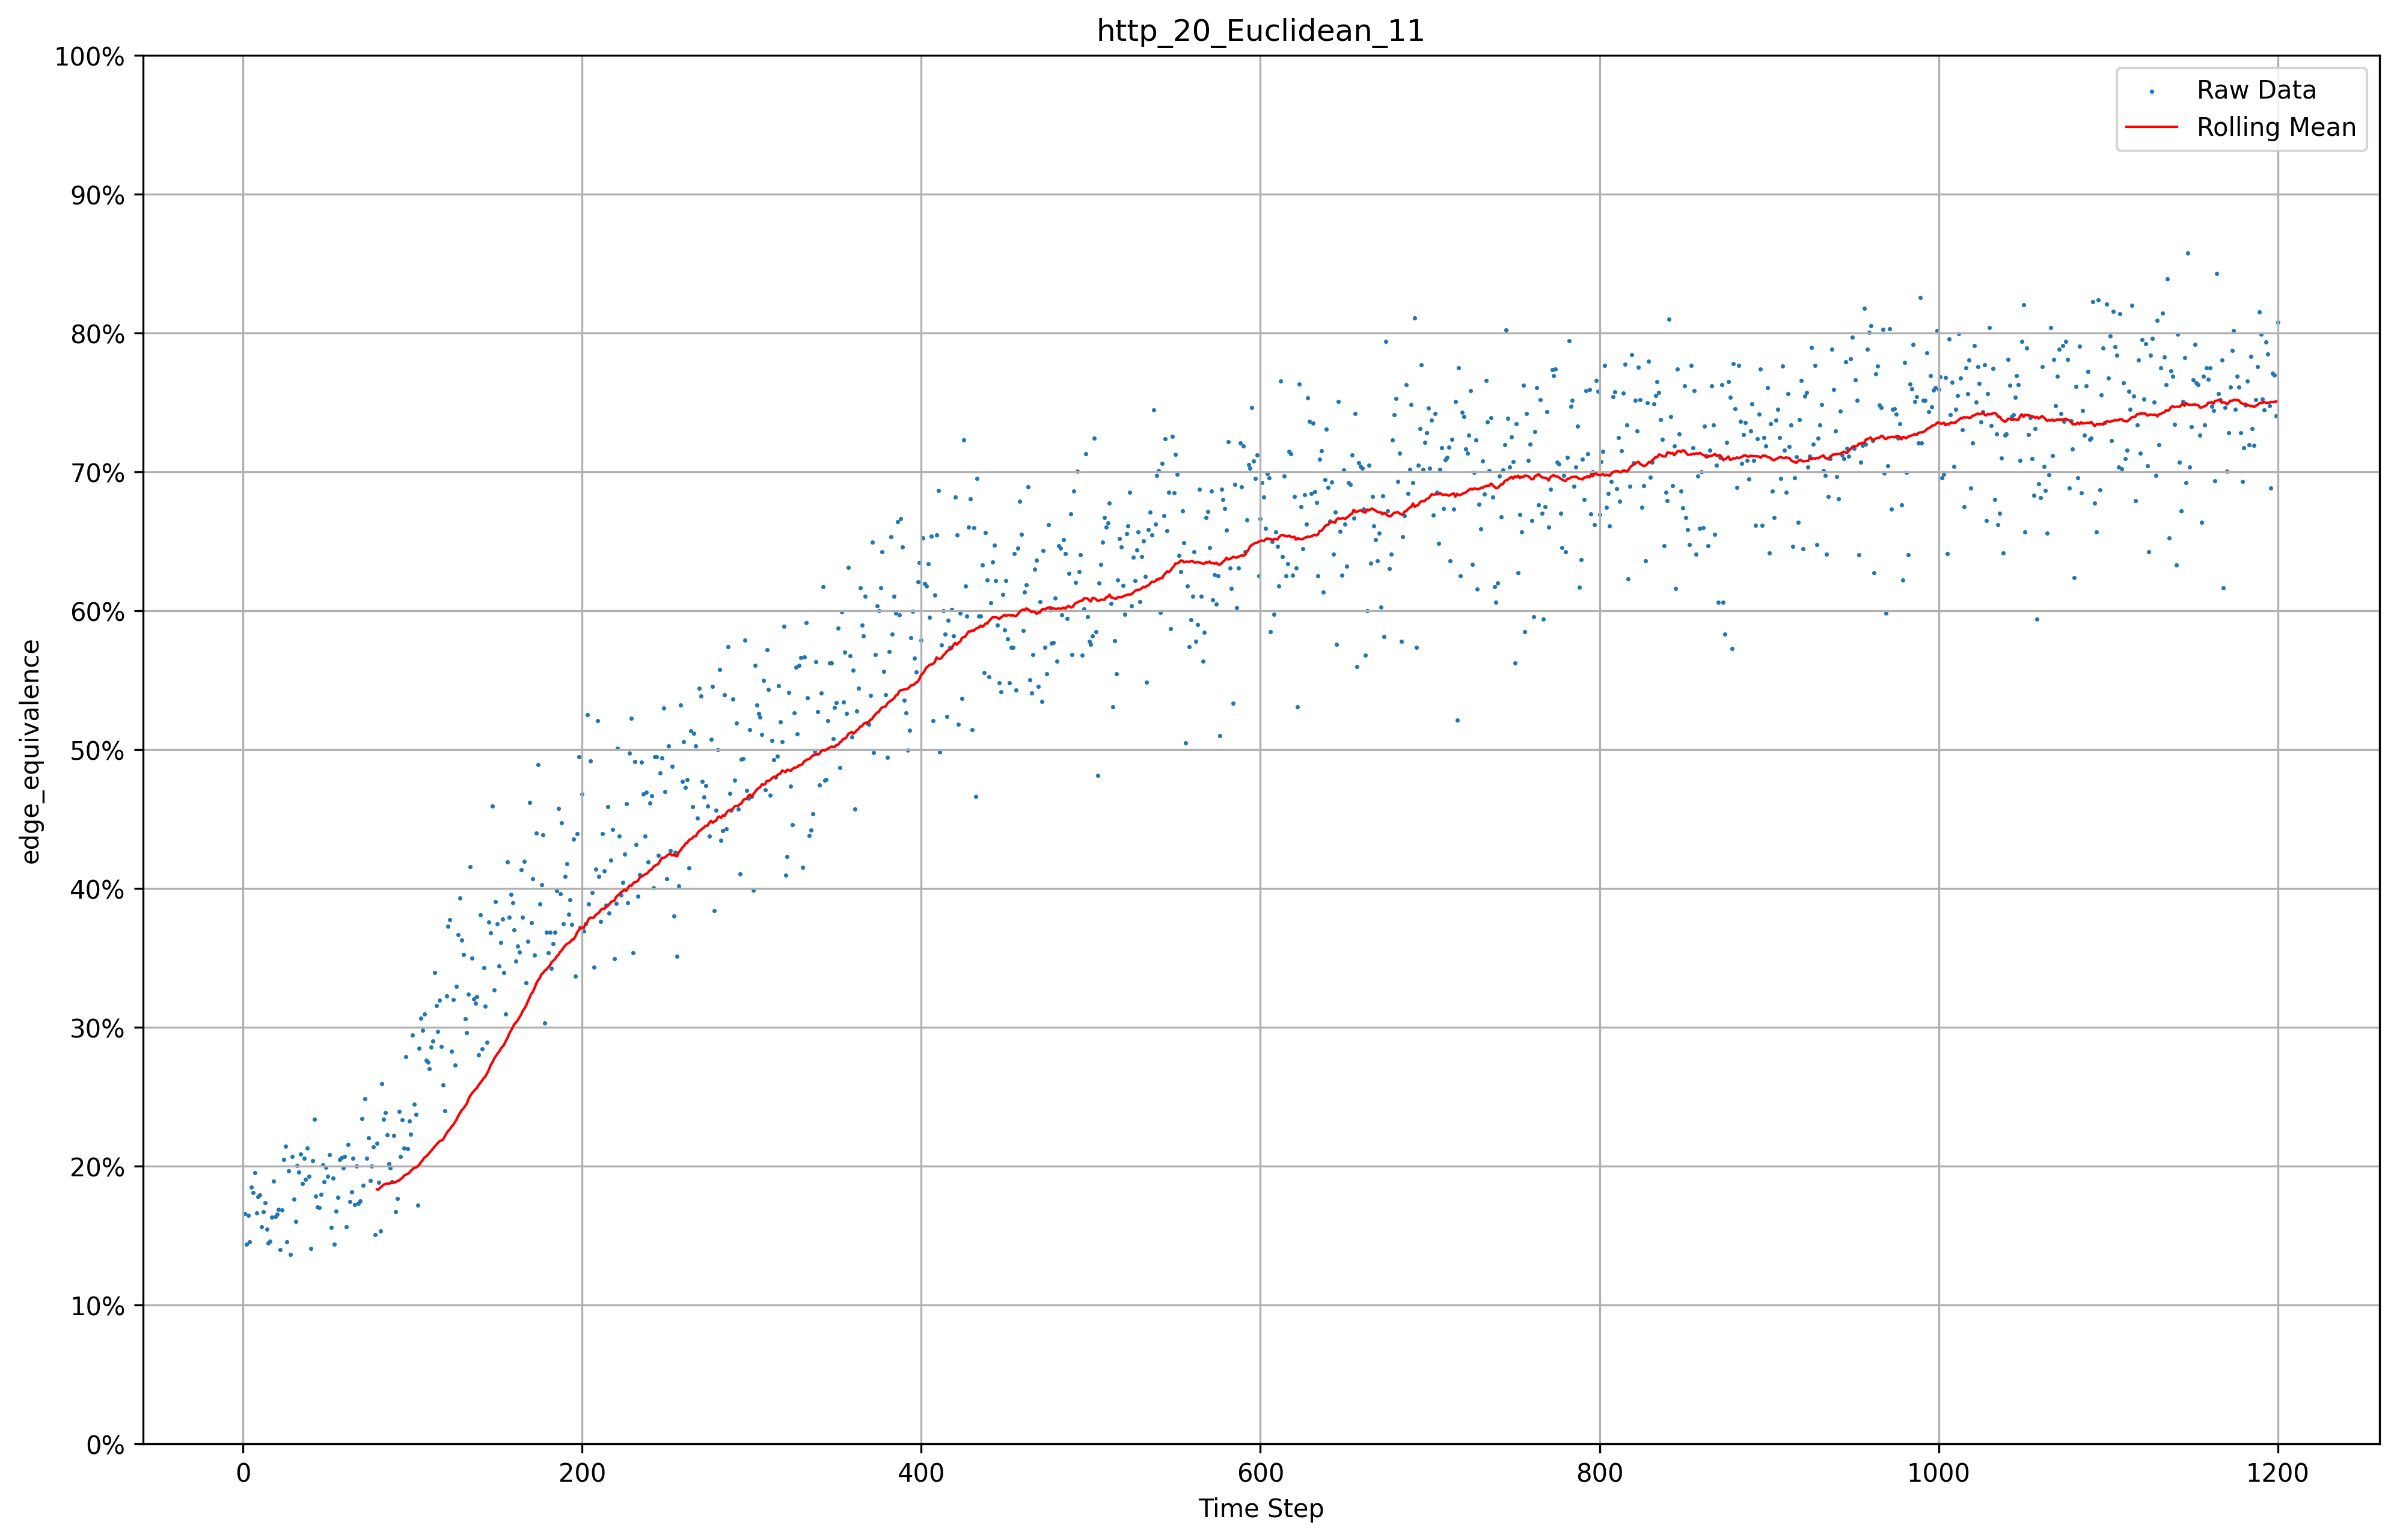 http_20_Euclidean_11
100%
90%
80%
70%
60%
50%
40%
30%
20%
10%
0%
edge_equivalence
Raw Data
Rolling Mean
0 200 400 600 800 1000 1200
Time Step